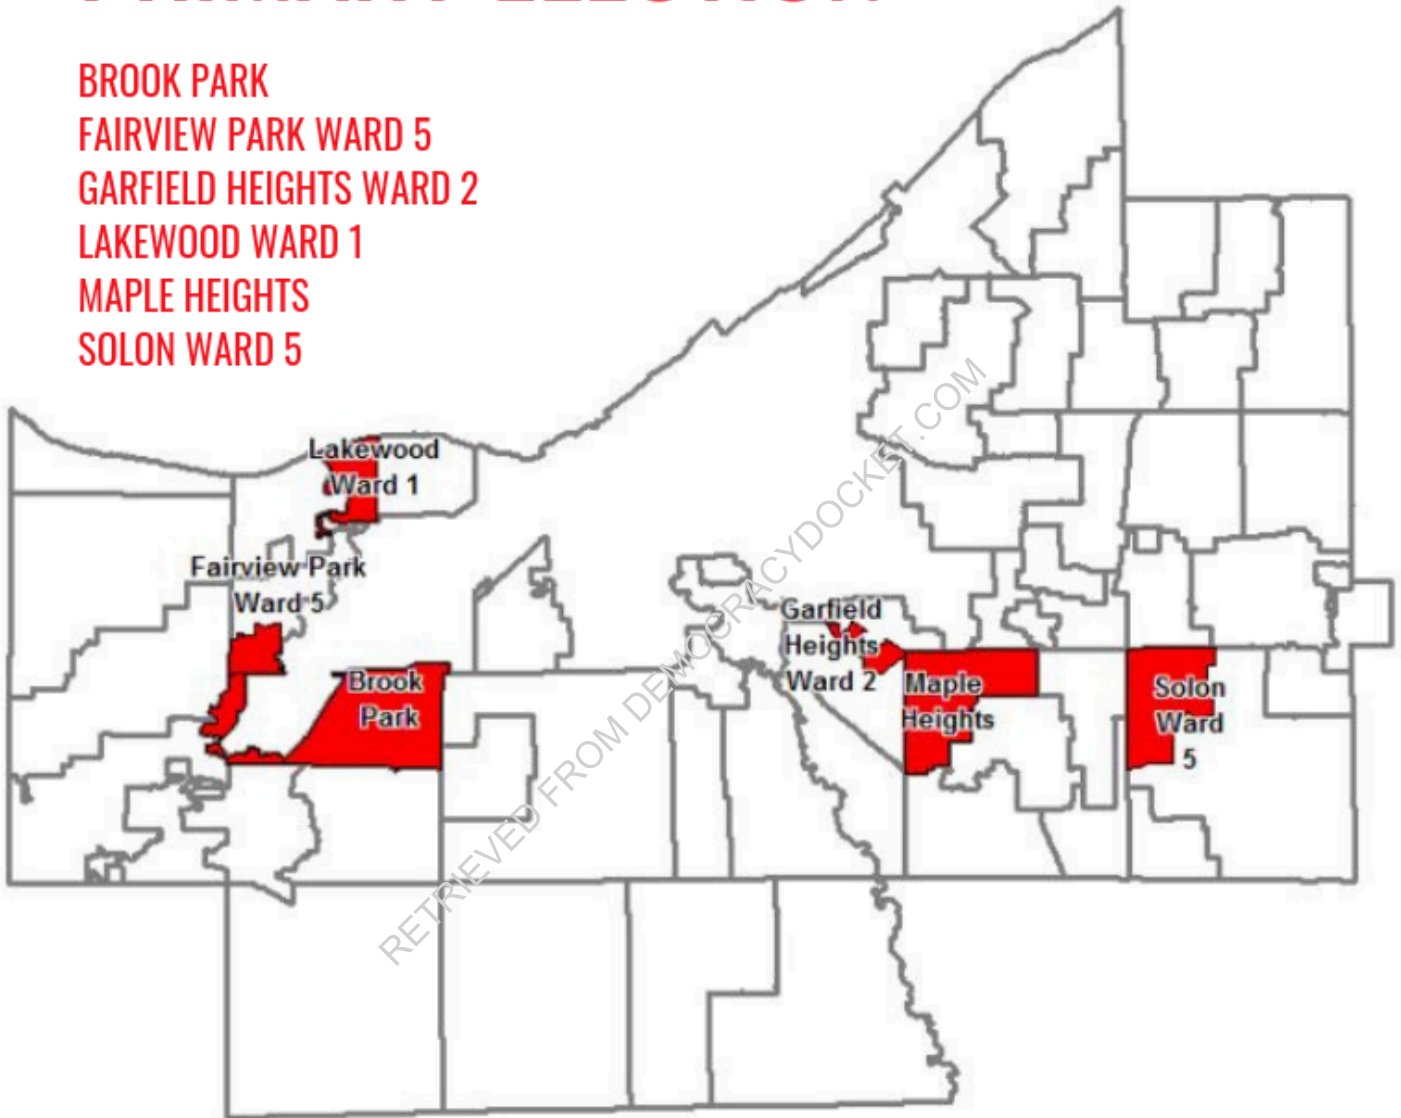 PRIMARY ELECTION
BROOK PARK
FAIRVIEW PARK WARD 5
GARFIELD HEIGHTS WARD 2
LAKEWOOD WARD 1
MAPLE HEIGHTS
SOLON WARD 5
Lakewood
Ward 1
Fairview Park
Ward 5
Brook
Park
Garfield
Heights
Ward 2
Maple
Heights
Solon
Ward
5
RETRIEVED FROM DEMOCRACYDOCKET.COM